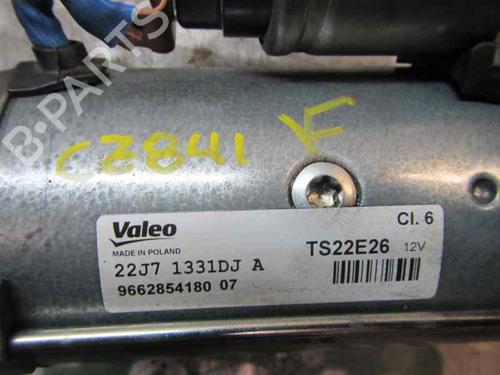 B-PARTS
CZ841 F
Valeo
MADE IN POLAND
Cl. 6
TS22E26 12V
22J7 1331DJ A
9662854180 07